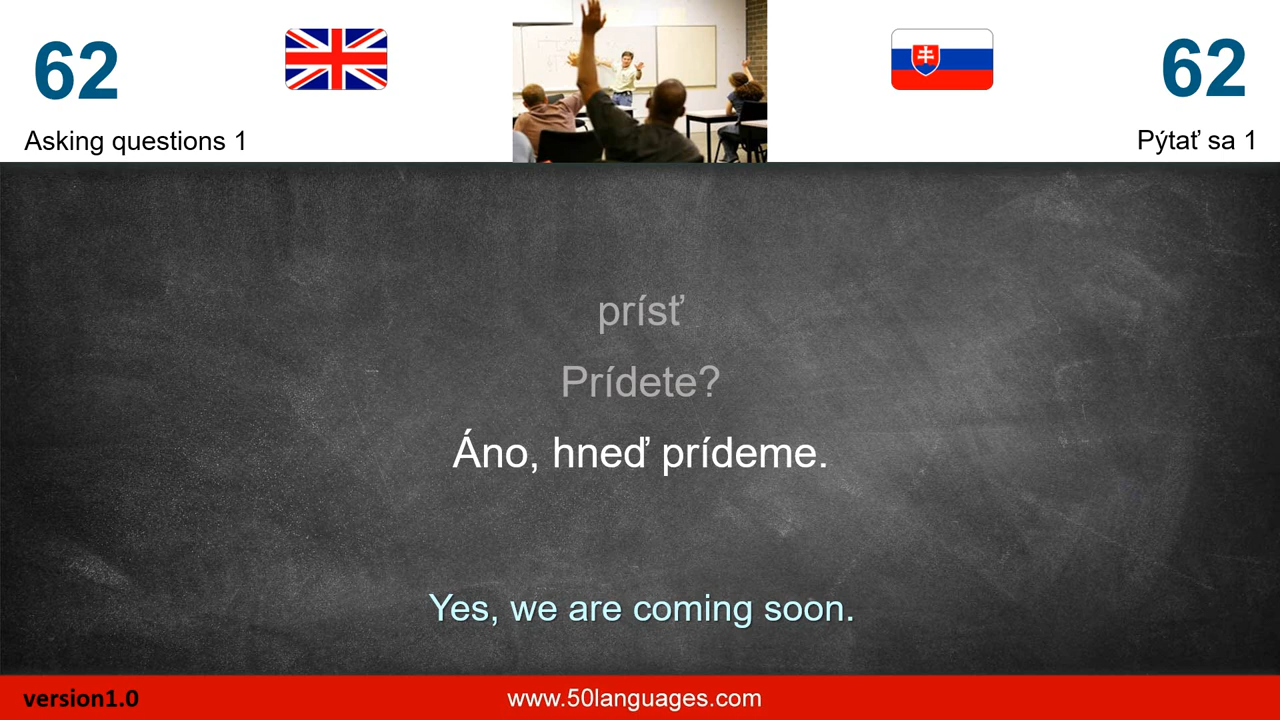 62
62
Asking questions 1
Pýtať sa 1
prísť
Prídete?
Áno, hneď prídeme.
Yes, we are coming soon.
version1.0
www.50languages.com